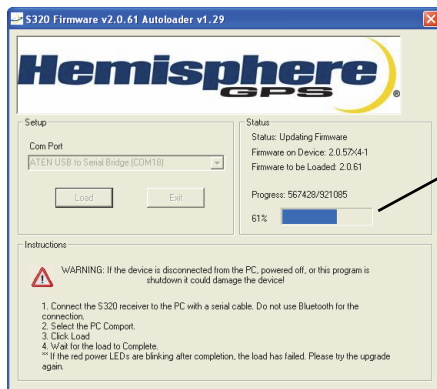 S320 Firmware v2.0.61 Autoloader v1.29
Hemisphere
GPS
®
Setup
Com Port
ATEN USB to Serial Bridge (COM18)
Load
Exit
Status
Status: Updating Firmware
Firmware on Device: 2.0.57X4-1
Firmware to be Loaded: 2.0.61
Progress: 567428/921085
61%
Instructions
WARNING: If the device is disconnected from the PC, powered off, or this program is
shutdown it could damage the device!
1. Connect the S320 receiver to the PC with a serial cable. Do not use Bluetooth for the
connection.
2. Select the PC Comport.
3. Click Load
4. Wait for the load to Complete.
** If the red power LEDs are blinking after completion, the load has failed. Please try the upgrade
again.